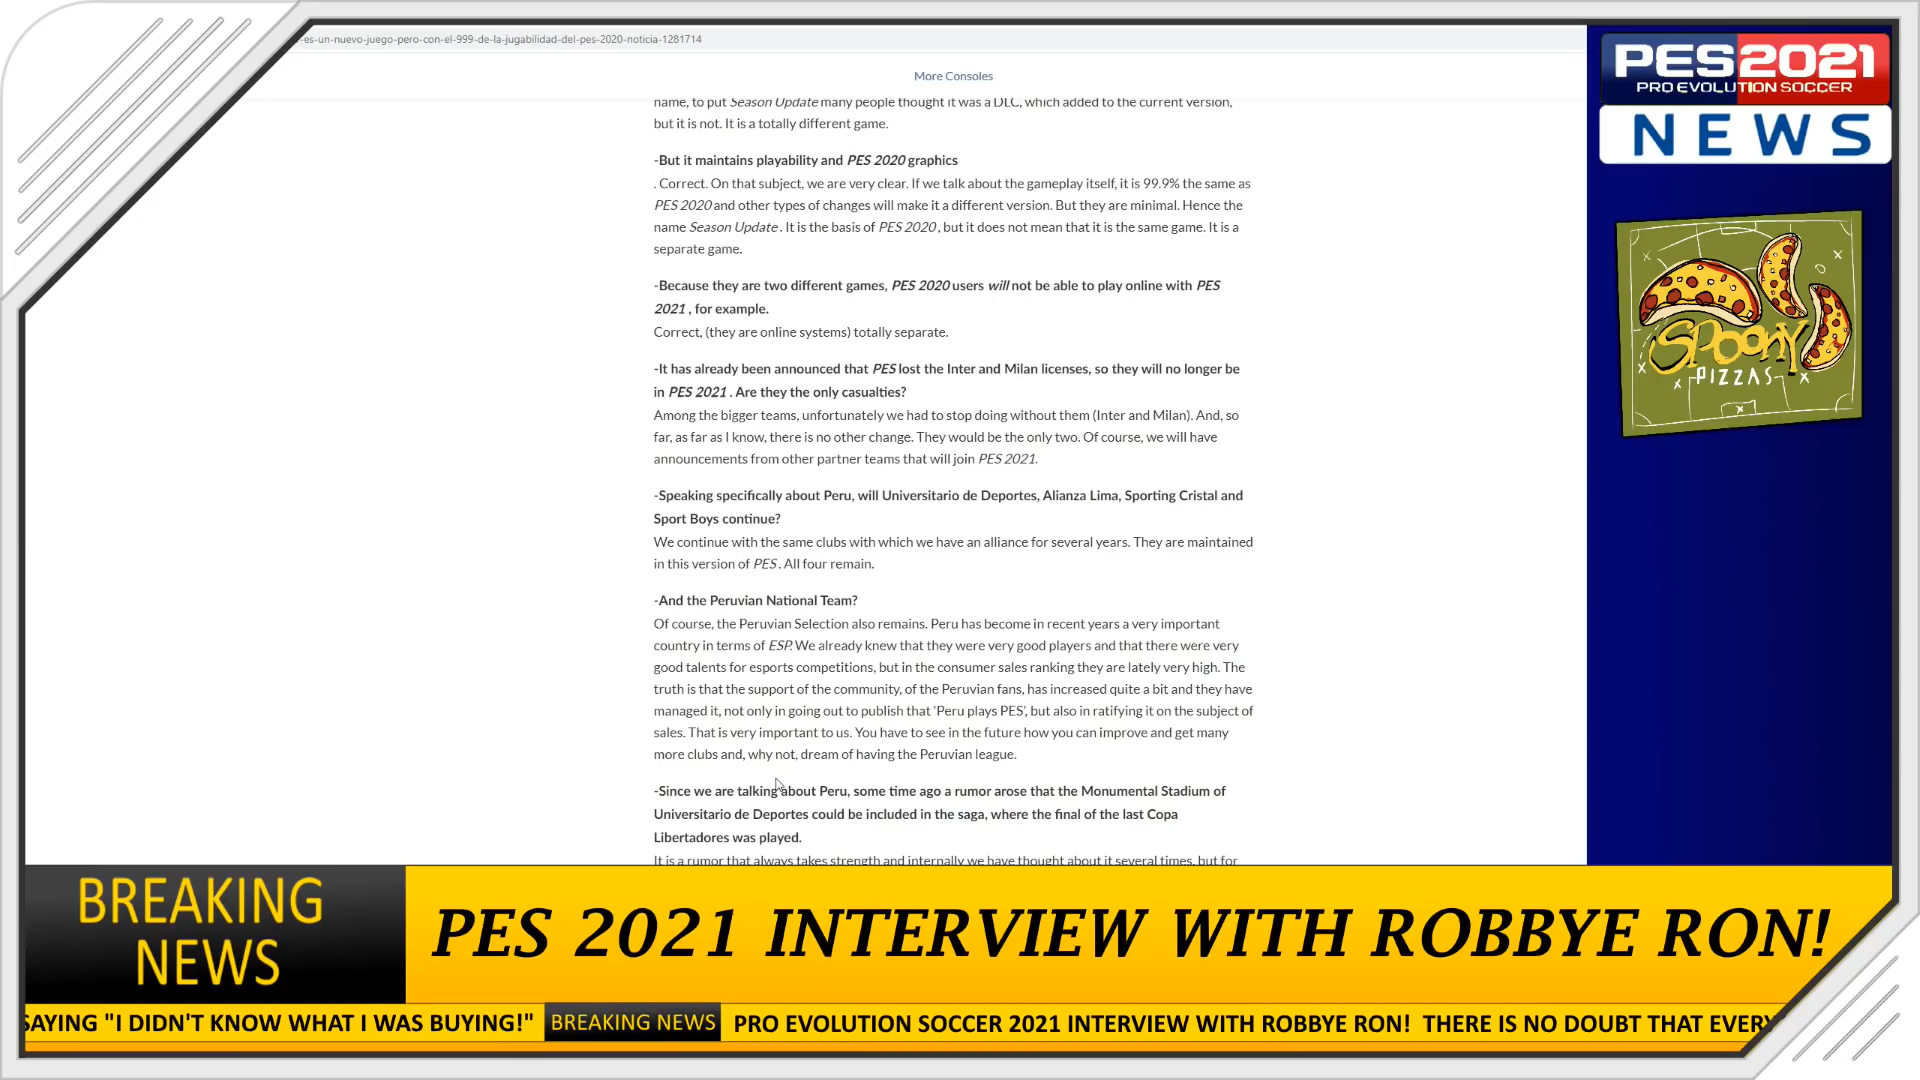 -es-un-nuevo-juego-pero-con-el-999-de-la-jugabilidad-del-pes-2020-noticia-1281714
More Consoles
name, to put Season Update many people thought it was a DLC, which added to the current version,
but it is not. It is a totally different game.
-But it maintains playability and PES 2020 graphics
. Correct. On that subject, we are very clear. If we talk about the gameplay itself, it is 99.9% the same as
PES 2020 and other types of changes will make it a different version. But they are minimal. Hence the
name Season Update . It is the basis of PES 2020 , but it does not mean that it is the same game. It is a
separate game.
-Because they are two different games, PES 2020 users will not be able to play online with PES
2021 , for example.
Correct, (they are online systems) totally separate.
-It has already been announced that PES lost the Inter and Milan licenses, so they will no longer be
in PES 2021 . Are they the only casualties?
Among the bigger teams, unfortunately we had to stop doing without them (Inter and Milan). And, so
far, as far as I know, there is no other change. They would be the only two. Of course, we will have
announcements from other partner teams that will join PES 2021.
-Speaking specifically about Peru, will Universitario de Deportes, Alianza Lima, Sporting Cristal and
Sport Boys continue?
We continue with the same clubs with which we have an alliance for several years. They are maintained
in this version of PES . All four remain.
-And the Peruvian National Team?
Of course, the Peruvian Selection also remains. Peru has become in recent years a very important
country in terms of ESP. We already knew that they were very good players and that there were very
good talents for esports competitions, but in the consumer sales ranking they are lately very high. The
truth is that the support of the community, of the Peruvian fans, has increased quite a bit and they have
managed it, not only in going out to publish that 'Peru plays PES', but also in ratifying it on the subject of
sales. That is very important to us. You have to see in the future how you can improve and get many
more clubs and, why not, dream of having the Peruvian league.
-Since we are talking about Peru, some time ago a rumor arose that the Monumental Stadium of
Universitario de Deportes could be included in the saga, where the final of the last Copa
Libertadores was played.
It is a rumor that always takes strength and internally we have thought about it several times, but for
PES2021
PRO EVOLUTION SOCCER
NEWS
SPOONY
PIZZAS
BREAKING
NEWS
PES 2021 INTERVIEW WITH ROBBYE RON!
SAYING "I DIDN'T KNOW WHAT I WAS BUYING!" BREAKING NEWS PRO EVOLUTION SOCCER 2021 INTERVIEW WITH ROBBYE RON! THERE IS NO DOUBT THAT EVERY